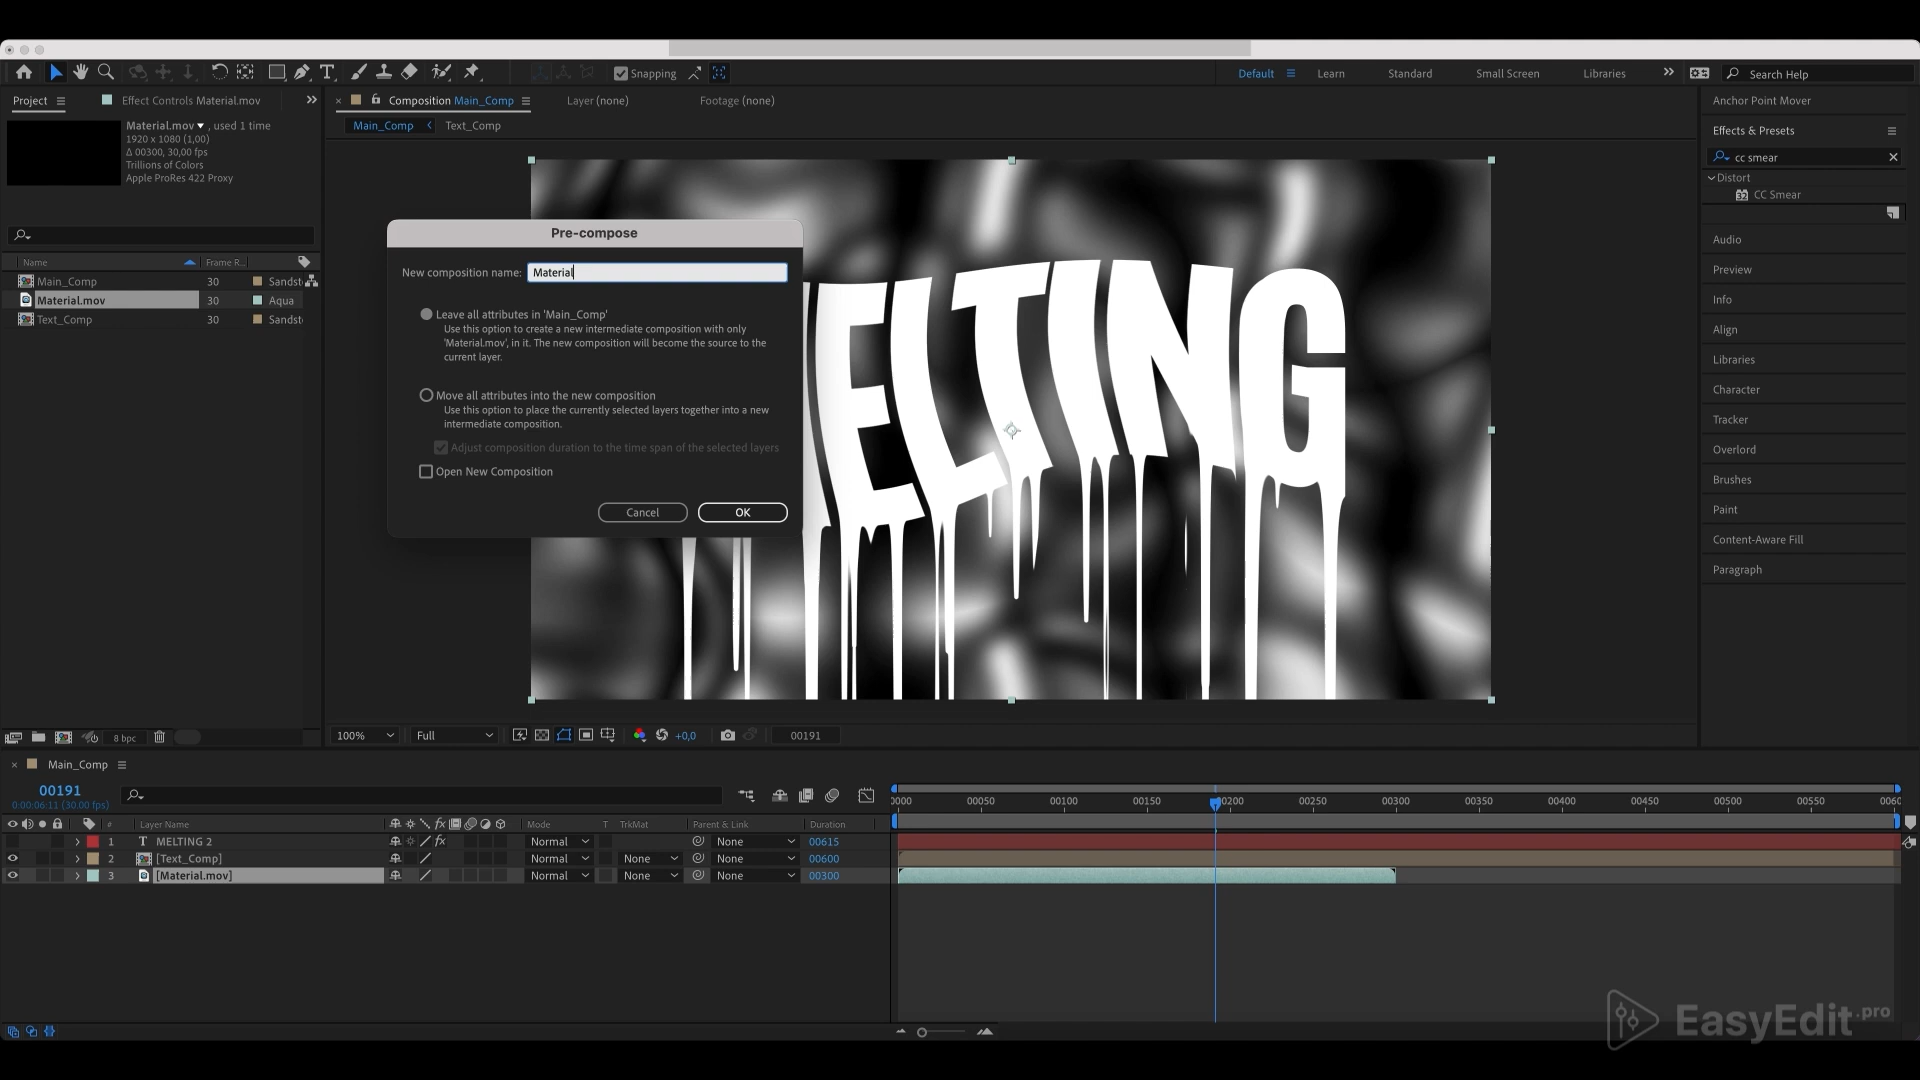 Snapping
Default
Learn
Standard
Small Screen
Libraries
Search Help
Project
Effect Controls Material.mov
Composition Main_Comp
Layer (none)
Footage (none)
Main_Comp
Text_Comp
Material.mov , used 1 time
1920 x 1080 (1,00)
Δ 00300, 30,00 fps
Trillions of Colors
Apple ProRes 422 Proxy
Name
Frame R...
Main_Comp 30 Sandst
Material.mov 30 Aqua
Text_Comp 30 Sandst
8 bpc
Pre-compose
New composition name: Material
Leave all attributes in 'Main_Comp'
Use this option to create a new intermediate composition with only
'Material.mov', in it. The new composition will become the source to the
current layer.
Move all attributes into the new composition
Use this option to place the currently selected layers together into a new
intermediate composition.
Adjust composition duration to the time span of the selected layers
Open New Composition
Cancel
OK
ELTING
100%
Full
+0,0
00191
Anchor Point Mover
Effects & Presets
cc smear
Distort
32 CC Smear
Audio
Preview
Info
Align
Libraries
Character
Tracker
Overlord
Brushes
Paint
Content-Aware Fill
Paragraph
Main_Comp
00191
0:00:06:11 (30.00 fps)
# Layer Name Mode T TrkMat Parent & Link Duration
1 T MELTING 2 fx Normal None 00615
2 [Text_Comp] Normal None None 00600
3 [Material.mov] Normal None None 00300
0000 00050 00100 00150 00200 00250 00300 00350 00400 00450 00500 00550 0060
EasyEdit.pro